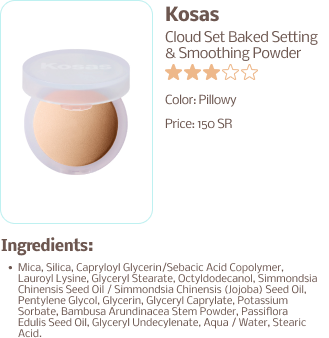 Kosas
Kosas
Cloud Set Baked Setting
& Smoothing Powder
Color: Pillowy
Price: 150 SR
Ingredients:
• Mica, Silica, Capryloyl Glycerin/Sebacic Acid Copolymer,
Lauroyl Lysine, Glyceryl Stearate, Octyldodecanol, Simmondsia
Chinensis Seed Oil / Simmondsia Chinensis (Jojoba) Seed Oil,
Pentylene Glycol, Glycerin, Glyceryl Caprylate, Potassium
Sorbate, Bambusa Arundinacea Stem Powder, Passiflora
Edulis Seed Oil, Glyceryl Undecylenate, Aqua / Water, Stearic
Acid.